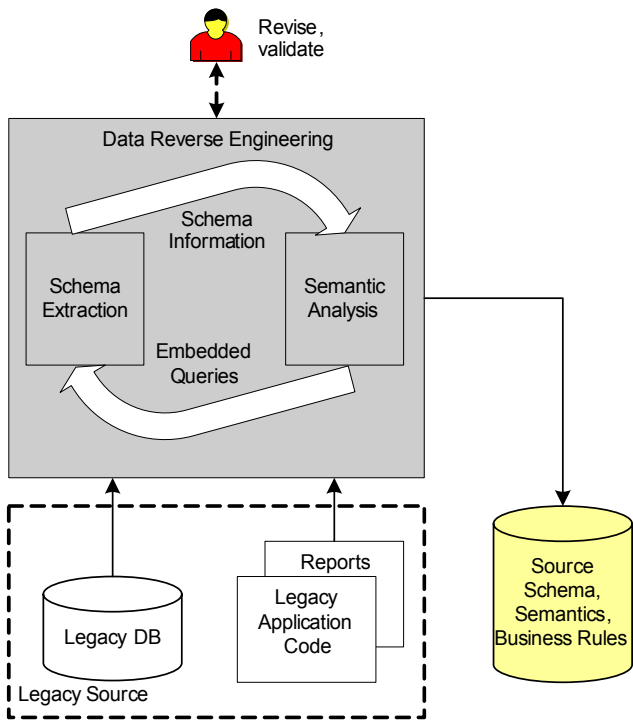 Revise,
validate
Data Reverse Engineering
Schema
Information
Schema
Extraction
Semantic
Analysis
Embedded
Queries
Reports
Legacy
Application
Code
Legacy DB
Legacy Source
Source
Schema,
Semantics,
Business Rules